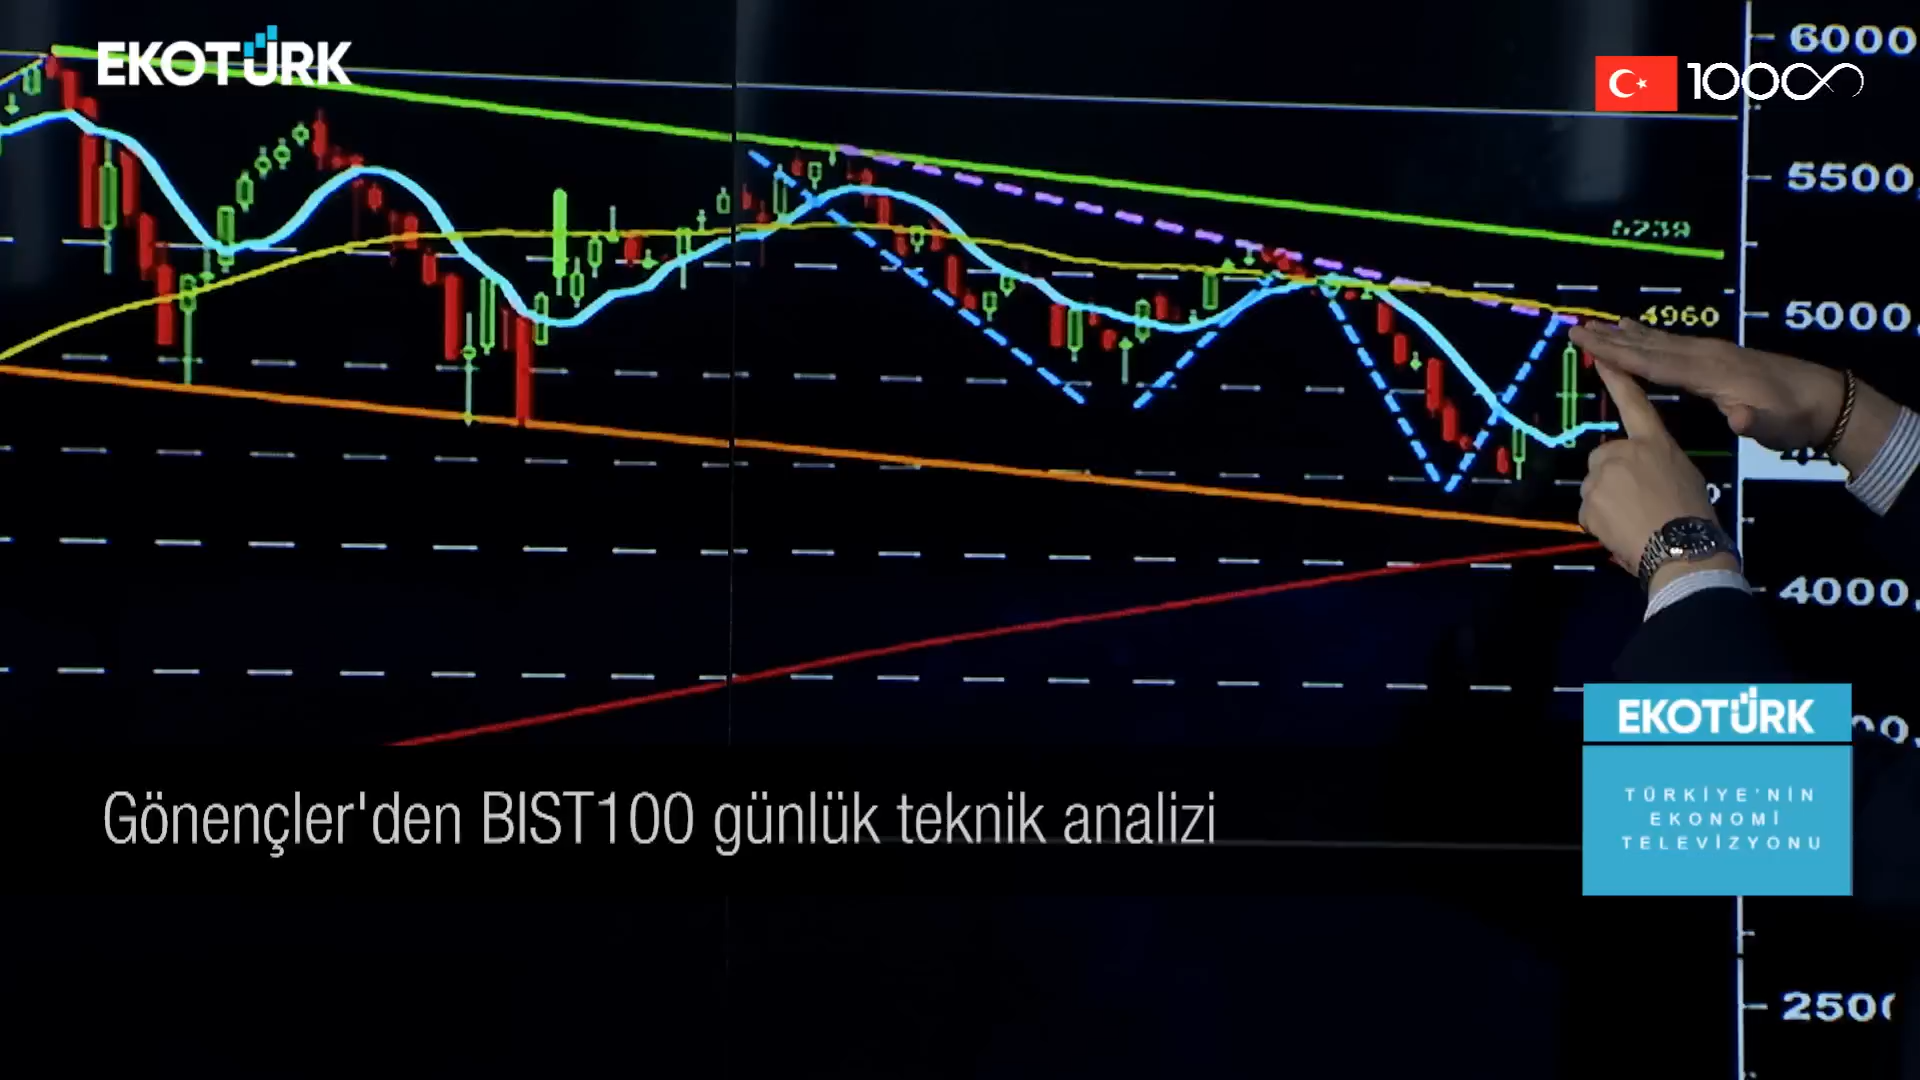 EKOTÜRK
6000
1000
5500.
5239
4960
5000.
4000.
EKOTÜRK
TÜRKİYE'NİN
EKONOMİ
TELEVİZYONU
Gönençler'den BIST100 günlük teknik analizi